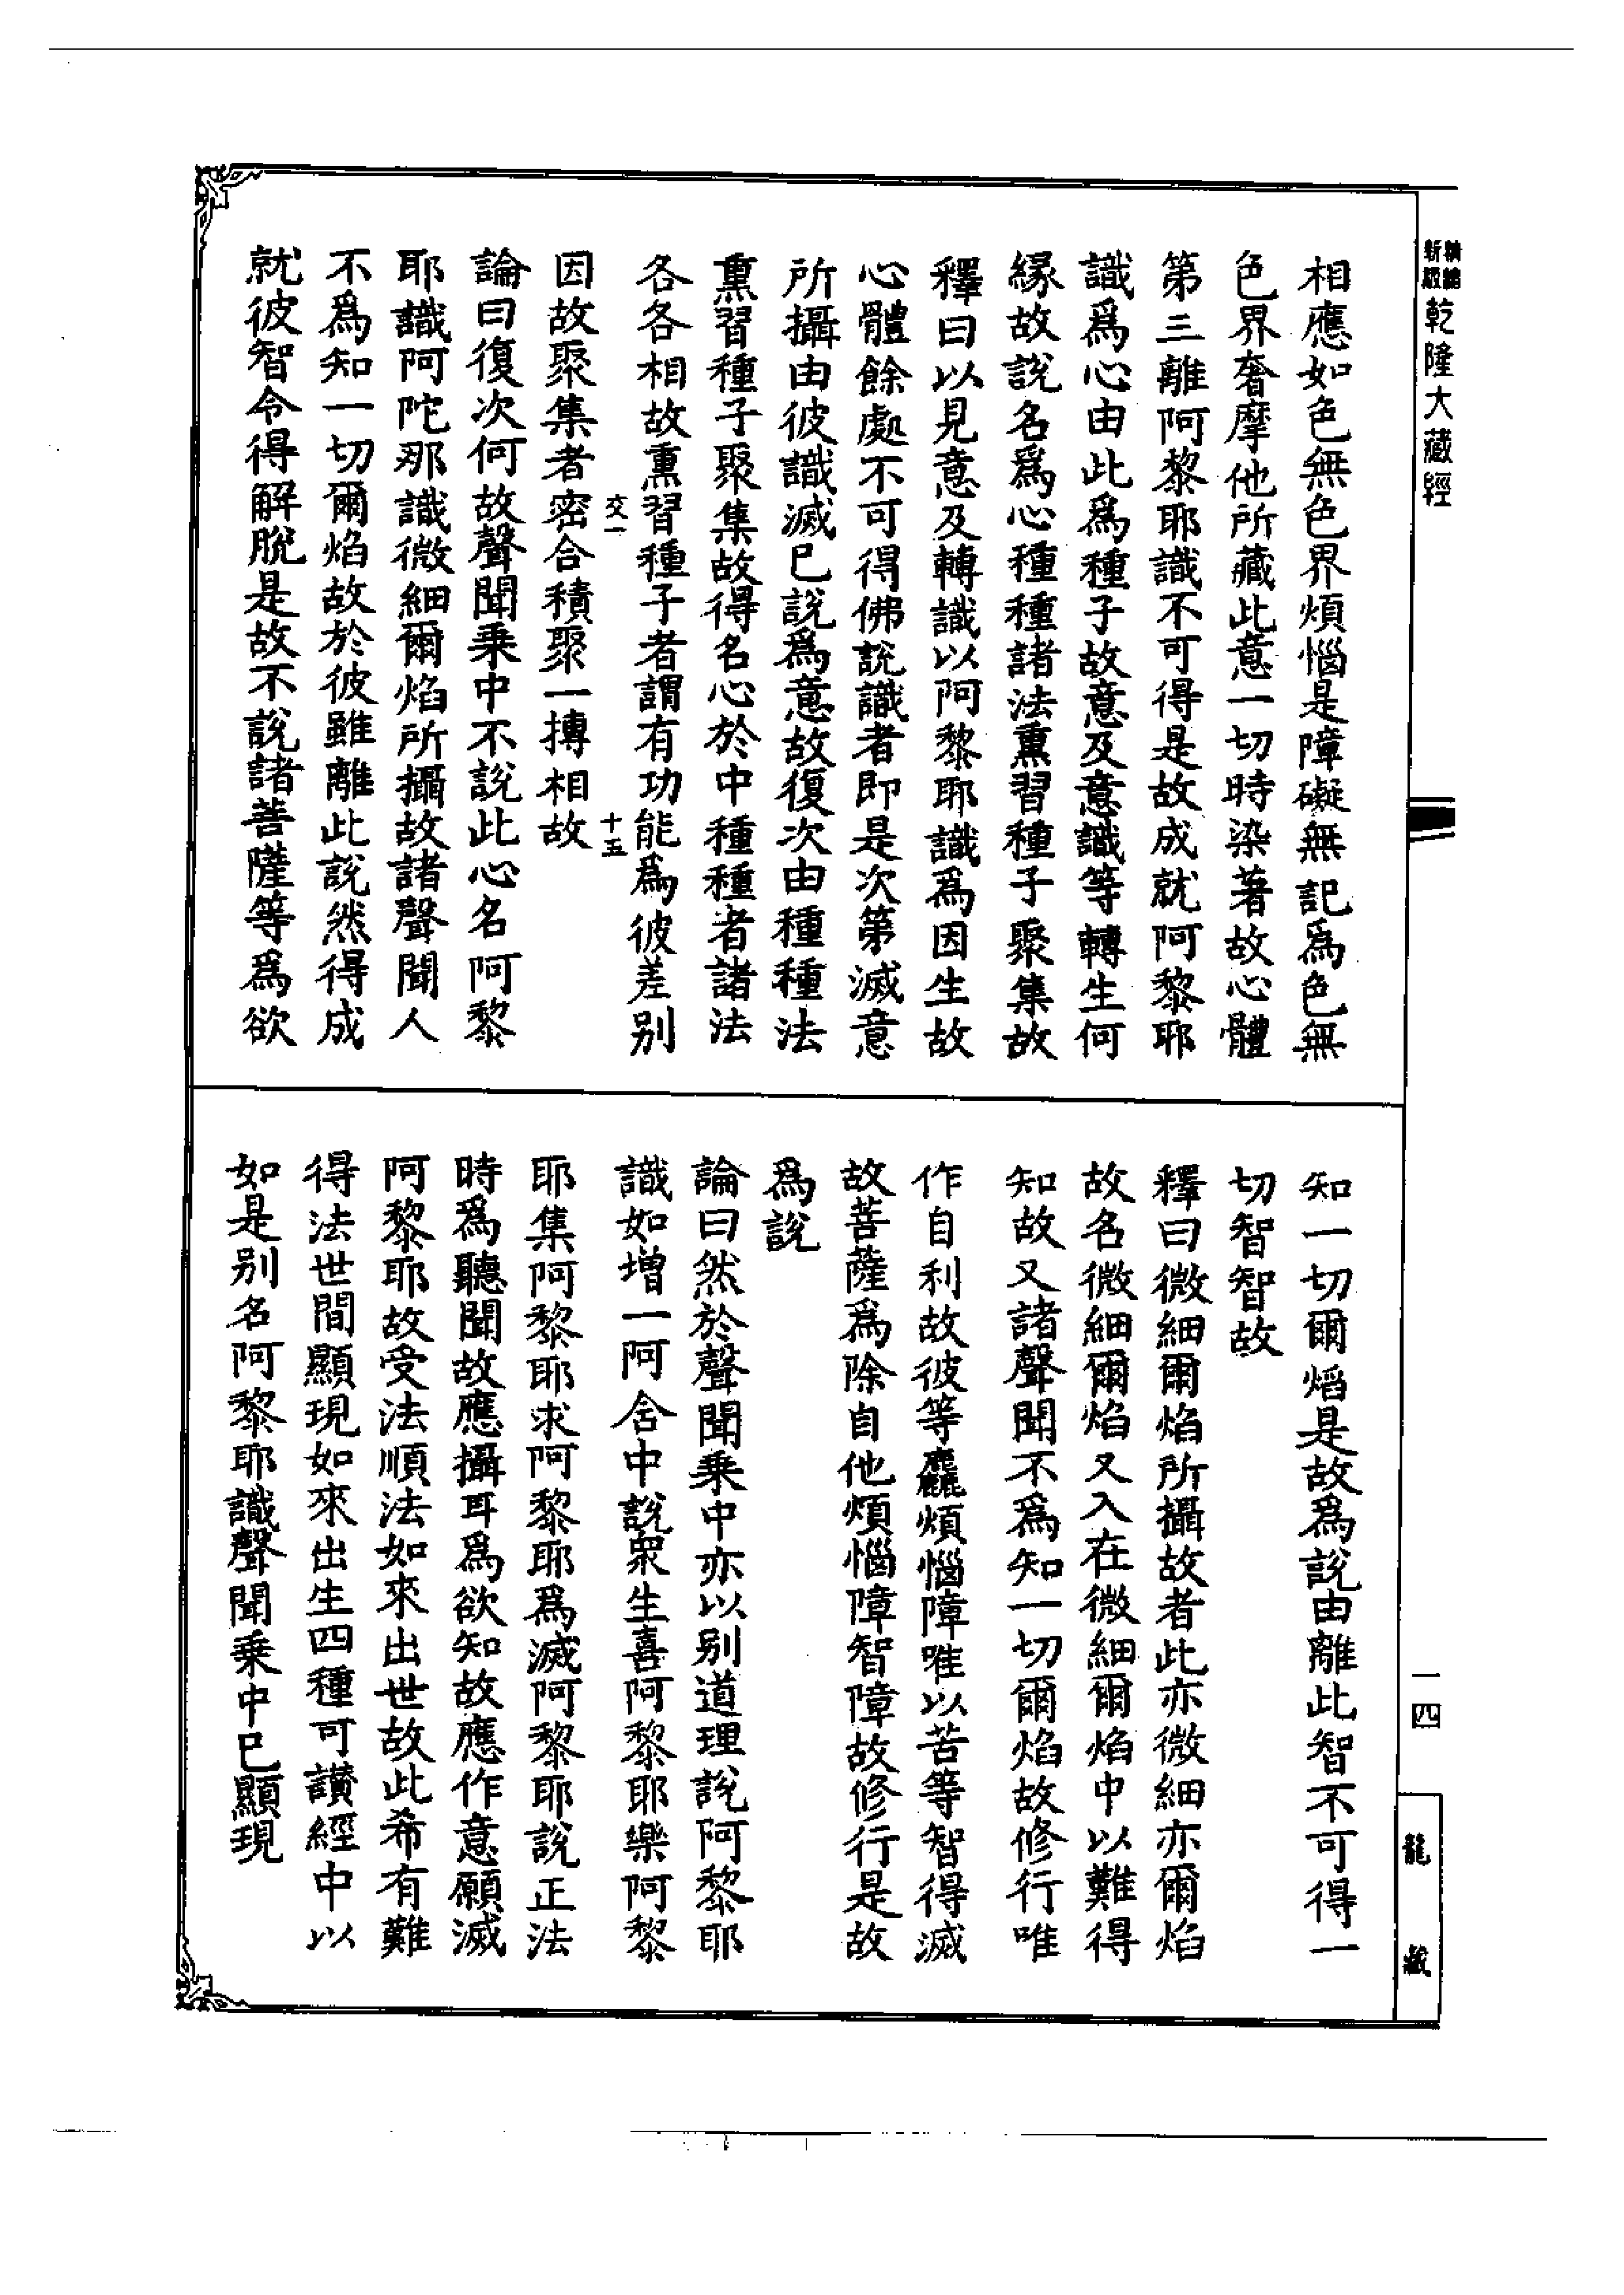 新編縮版
乾隆大藏經
相應如色無色界煩惱是障礙無記為色無
色界奢摩他所藏此意一切時染著故心體
第三離阿黎耶識不可得是故成就阿黎耶
識為心由此為種子故意及意識等轉生何
緣故說名為心種種諸法熏習種子聚集故
釋曰以見意及轉識以阿黎耶識為因生故
心體餘處不可得佛說識者即是次第滅意
所攝由彼識滅已說為意故復次由種種法
熏習種子聚集故得名心於中種種者諸法
各各相故熏習種子者謂有功能為彼差别
交一
十五
因故聚集者密合積聚一摶相故
論曰復次何故聲聞乗中不說此心名阿黎
耶識阿陀那識微細爾焰所攝故諸聲聞人
不為知一切爾焰故於彼雖離此說然得成
就彼智令得解脫是故不說諸菩薩等為欲
知一切爾焰是故為說由離此智不可得一
切智智故
釋曰微細爾焰所攝故者此亦微細亦爾焰
故名微細爾焰又入在微細爾焰中以難得
知故又諸聲聞不為知一切爾焰故修行唯
作自利故彼等麤煩惱障唯以苦等智得滅
故菩薩為除自他煩惱障智障故修行是故
為說
論曰然於聲聞乗中亦以别道理說阿黎耶
識如增一阿含中說衆生喜阿黎耶樂阿黎
耶集阿黎耶求阿黎耶為滅阿黎耶說正法
時為聽聞故應攝耳為欲知故應作意願滅
阿黎耶故受法順法如來出世故此希有難
得法世間顯現如來出生四種可讃經中以
如是别名阿黎耶識聲聞乗中已顯現
一四
龍藏